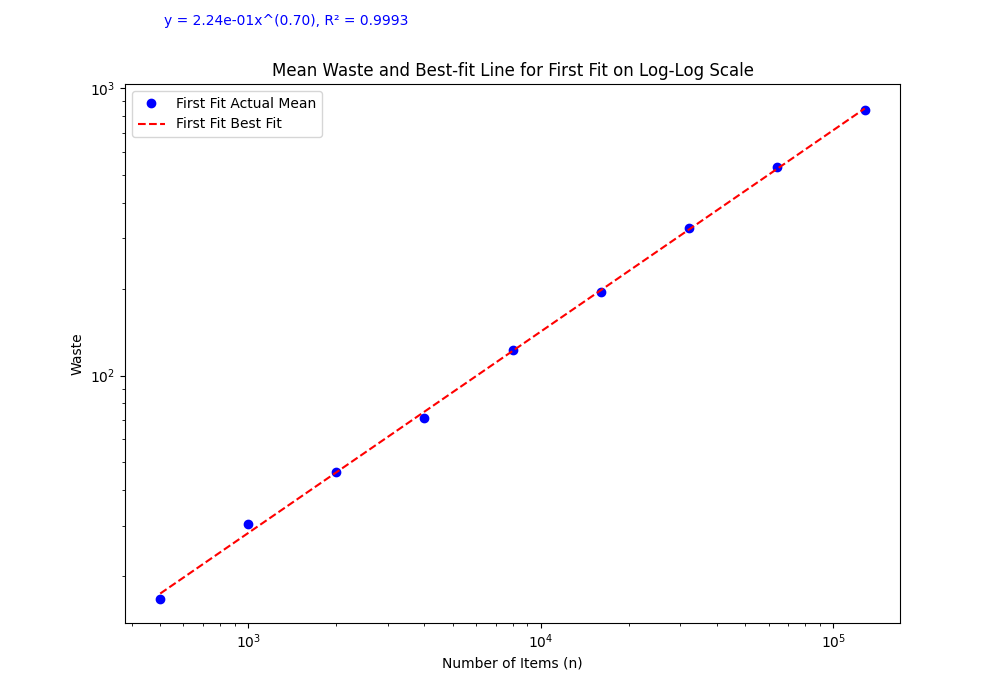 y = 2.24e-01x^(0.70), R² = 0.9993
Mean Waste and Best-fit Line for First Fit on Log-Log Scale
First Fit Actual Mean
First Fit Best Fit
10³
10²
Waste
10³
10⁴
10⁵
Number of Items (n)